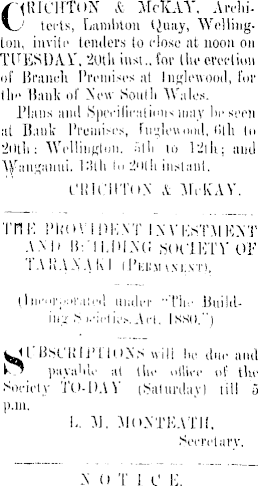 CRICHTON & McKAY, Archi-
tects, Lambton Quay, Welling-
ton, invite tenders to close at noon on
TUESDAY, 20th inst., for the erection
of Branch Premises at Inglewood, for
the Bank of New South Wales.
Plans and Specifications may be seen
at Bank Premises, Inglewood, 6th to
20th; Wellington, 5th to 12th; and
Wanganui, 13th to 20th instant.
CRICHTON & McKAY.
THE PROVIDENT INVESTMENT
AND BUILDING SOCIETY OF
TARANAKI (PERMANENT).
(Incorporated under "The Build-
ing Societies Act, 1880.")
SUBSCRIPTIONS will be due and
payable at the office of the
Society TO-DAY (Saturday) till 5
p.m.
L. M. MONTEATH,
Secretary.
NOTICE.